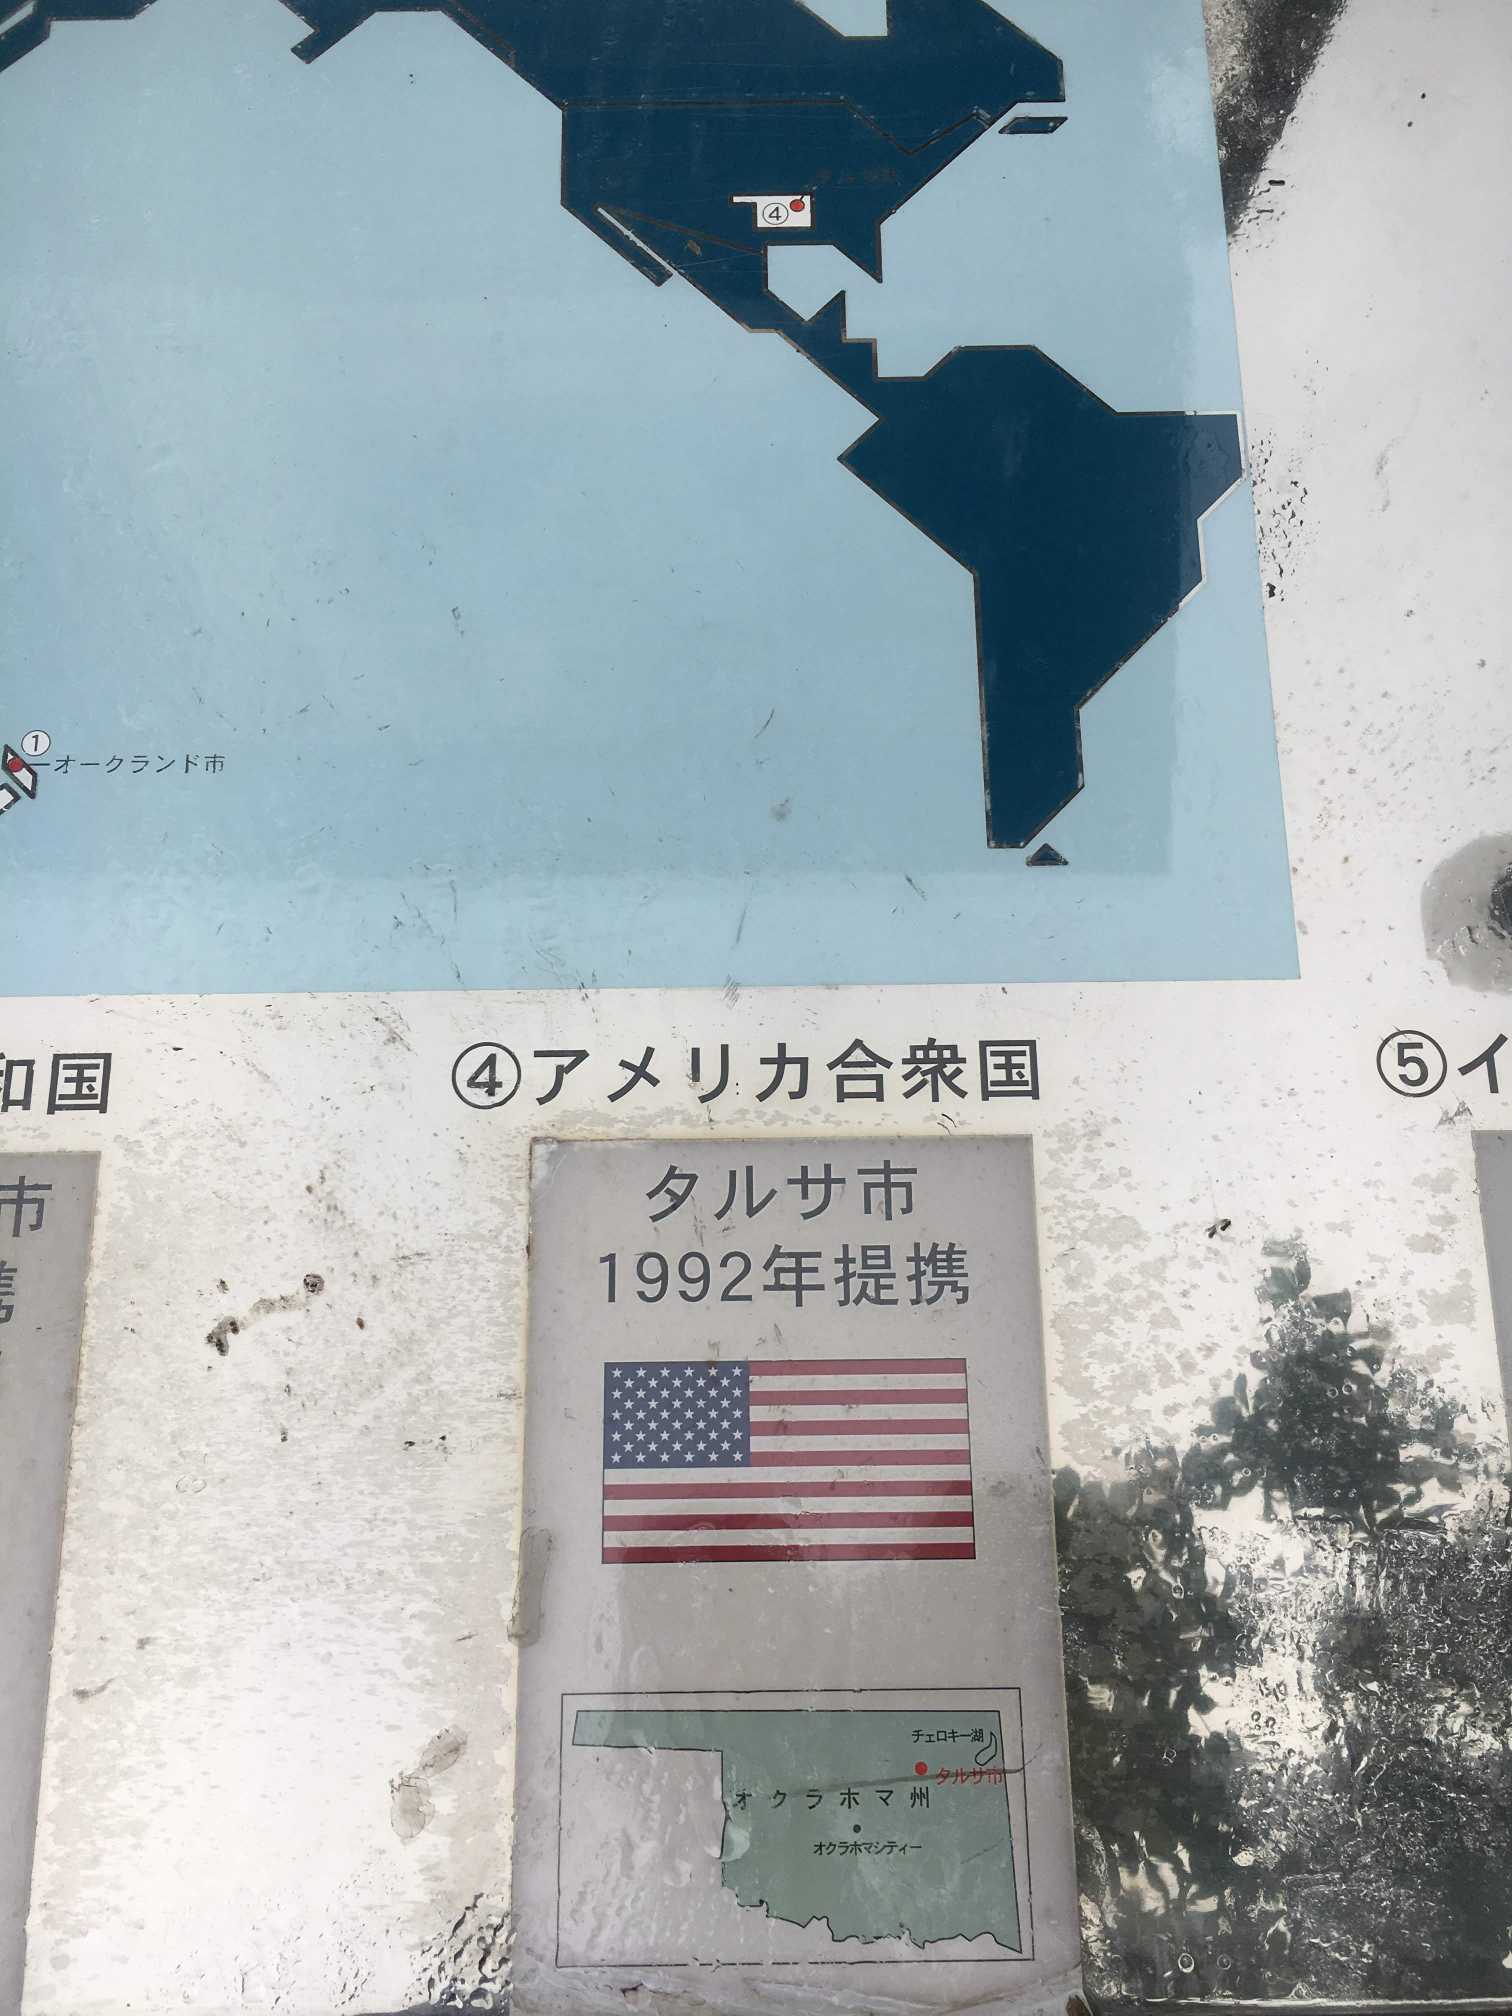 ④
①
オークランド市
和国
④アメリカ合衆国
⑤イ
市
携
タルサ市
1992年提携
チェロキー湖
タルサ市
オクラホマ州
オクラホマシティー